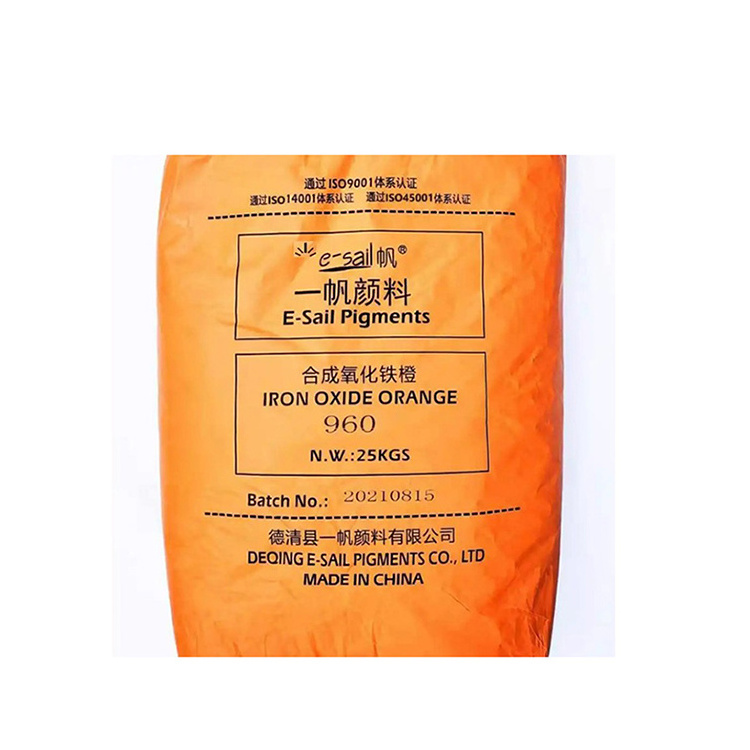 通过ISO9001体系认证
通过ISO14001体系认证 通过ISO45001体系认证
e-sail帆®
一帆颜料
E-Sail Pigments
合成氧化铁橙
IRON OXIDE ORANGE
960
N.W.:25KGS
Batch No.: 20210815
德清县一帆颜料有限公司
DEQING E-SAIL PIGMENTS CO., LTD
MADE IN CHINA